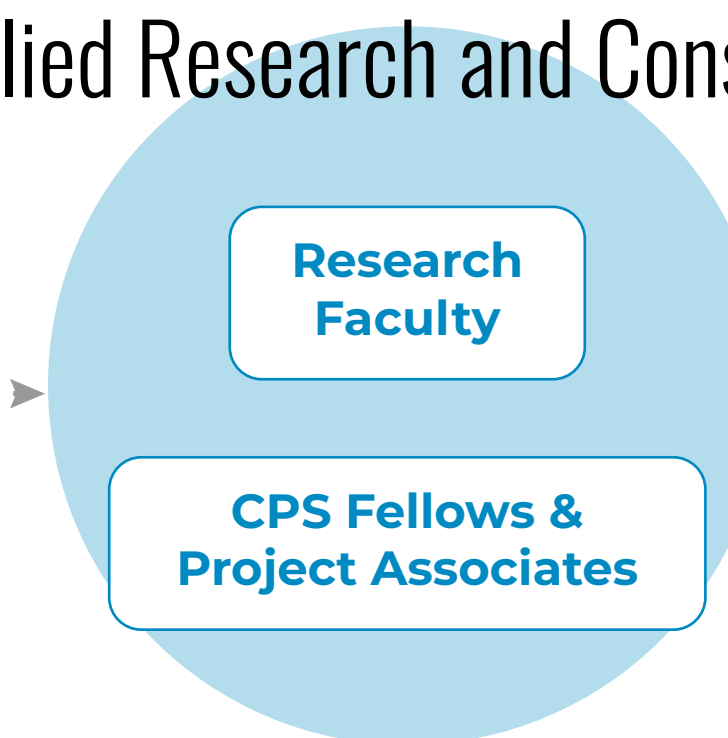 lied Research and Cons
Research
Faculty
CPS Fellows &
Project Associates